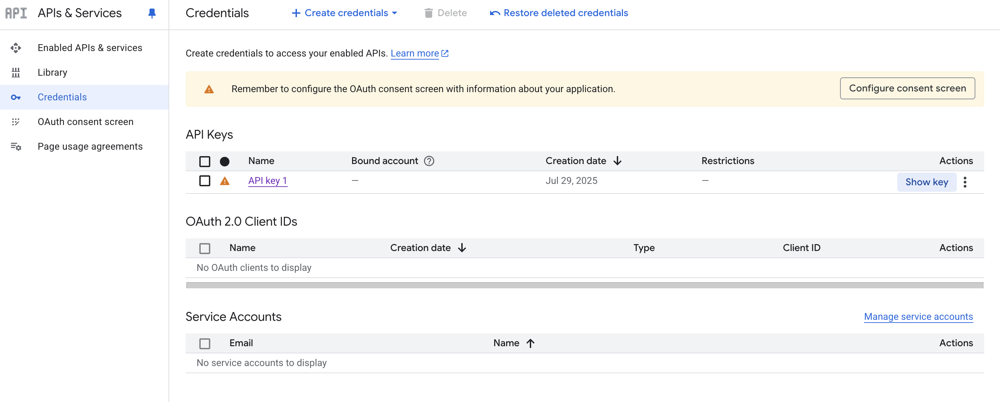 API APIs & Services
Credentials
Create credentials
Delete
Restore deleted credentials
Enabled APIs & services
Library
Credentials
OAuth consent screen
Page usage agreements
Create credentials to access your enabled APIs. Learn more
Remember to configure the OAuth consent screen with information about your application.
Configure consent screen
API Keys
Name Bound account Creation date Restrictions Actions
API key 1 — Jul 29, 2025 — Show key
OAuth 2.0 Client IDs
Name Creation date Type Client ID Actions
No OAuth clients to display
Service Accounts
Manage service accounts
Email Name Actions
No service accounts to display